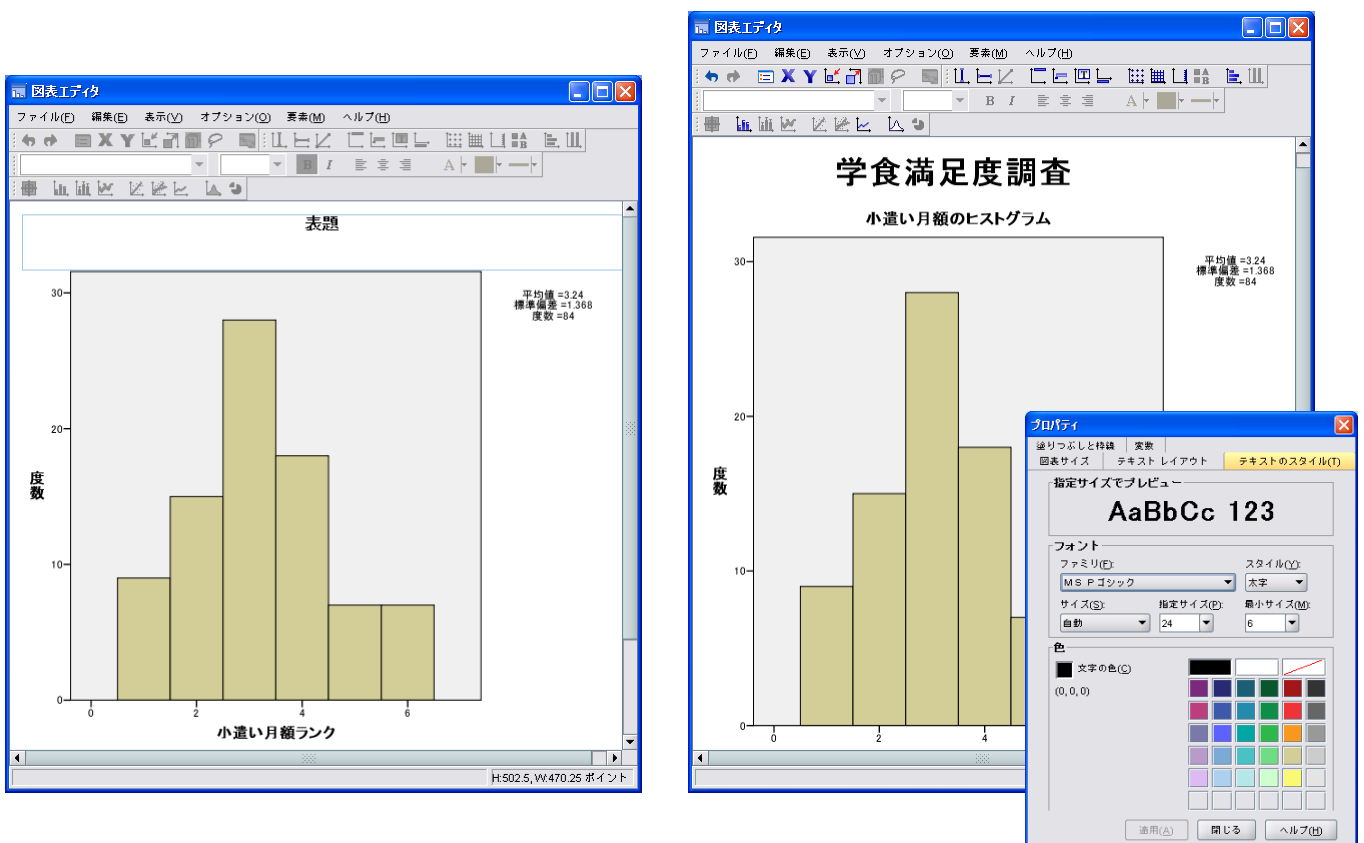 図表エディタ
ファイル(F) 編集(E) 表示(V) オプション(O) 要素(M) ヘルプ(H)
B I A
表題
平均値 =3.24
標準偏差 =1.368
度数 =84
30
20
10
0
度数
0 2 4 6
小遣い月額ランク
H:502.5, W:470.25 ポイント
図表エディタ
ファイル(F) 編集(E) 表示(V) オプション(O) 要素(M) ヘルプ(H)
X Y
B I A
学食満足度調査
小遣い月額のヒストグラム
平均値 =3.24
標準偏差 =1.368
度数 =84
30
20
10
0
度数
0 2 4
プロパティ
塗りつぶしと枠線 変数
図表サイズ テキスト レイアウト テキストのスタイル(T)
指定サイズでプレビュー
AaBbCc 123
フォント
ファミリ(F): スタイル(Y):
MS Pゴシック 太字
サイズ(S): 指定サイズ(P): 最小サイズ(M):
自動 24 6
色
文字の色(C)
(0, 0, 0)
適用(A) 閉じる ヘルプ(H)